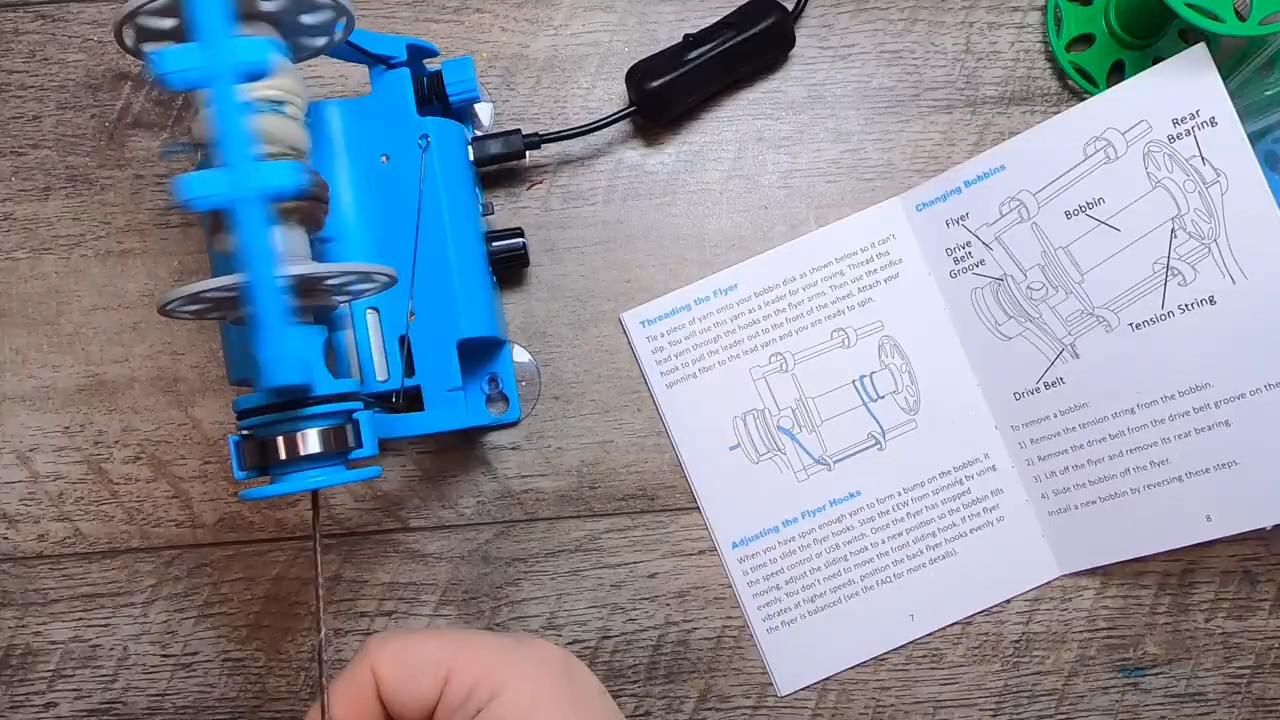 Threading the Flyer
Tie a piece of yarn onto your bobbin disk as shown below so it can't
slip. You will use this yarn as a leader for your roving. Thread this
lead yarn through the hooks on the flyer arms. Then use the orifice
hook to pull the leader out to the front of the wheel. Attach your
spinning fiber to the lead yarn and you are ready to spin.
Adjusting the Flyer Hooks
When you have spun enough yarn to form a bump on the bobbin, it
is time to slide the flyer hooks. Stop the EEW from spinning by using
the speed control or USB switch. Once the flyer has stopped
moving, adjust the sliding hook to a new position so the bobbin fills
evenly. You don't need to move the front sliding hook. If the flyer
vibrates at higher speeds, position the back flyer hooks evenly so
the flyer is balanced (see the FAQ for more details).
7
Changing Bobbins
Rear
Bearing
Flyer
Bobbin
Drive
Belt
Groove
Tension String
Drive Belt
To remove a bobbin:
1) Remove the tension string from the bobbin.
2) Remove the drive belt from the drive belt groove on the
3) Lift off the flyer and remove its rear bearing.
4) Slide the bobbin off the flyer.
Install a new bobbin by reversing these steps.
8